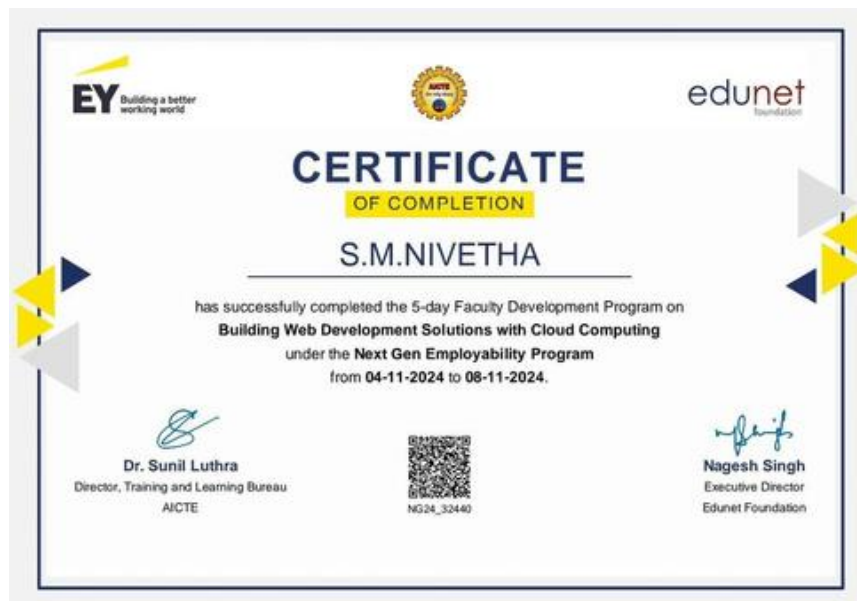 EY Building a better
working world
AICTE
edunet
foundation
CERTIFICATE
OF COMPLETION
S.M.NIVETHA
has successfully completed the 5-day Faculty Development Program on
Building Web Development Solutions with Cloud Computing
under the Next Gen Employability Program
from 04-11-2024 to 08-11-2024.
Dr. Sunil Luthra
Director, Training and Learning Bureau
AICTE
NG24_32440
Nagesh Singh
Executive Director
Edunet Foundation